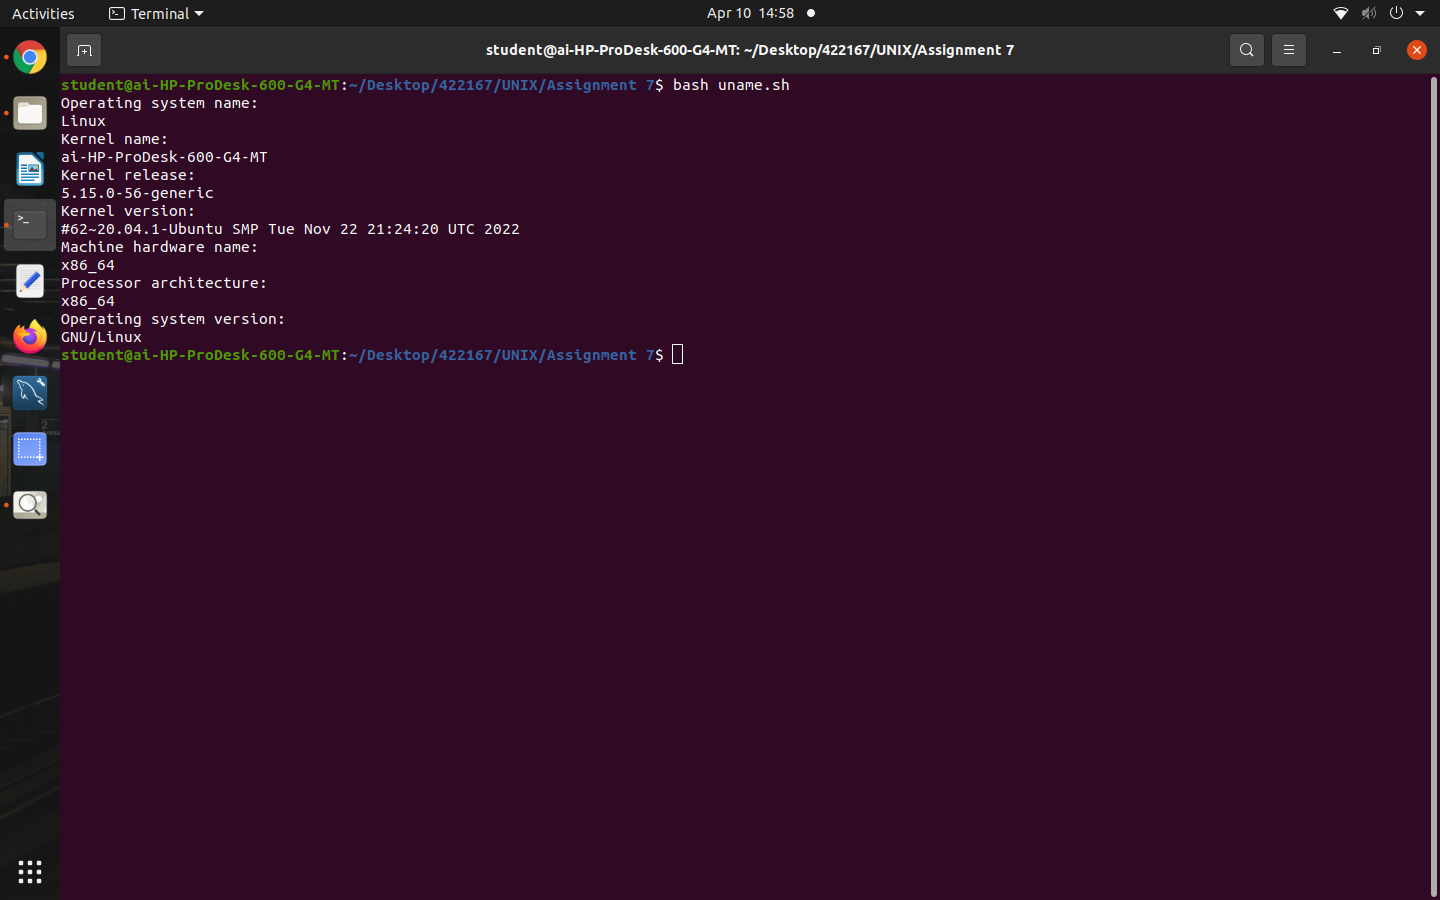 Activities
Terminal
Apr 10 14:58
student@ai-HP-ProDesk-600-G4-MT: ~/Desktop/422167/UNIX/Assignment 7
student@ai-HP-ProDesk-600-G4-MT:~/Desktop/422167/UNIX/Assignment 7$ bash uname.sh
Operating system name:
Linux
Kernel name:
ai-HP-ProDesk-600-G4-MT
Kernel release:
5.15.0-56-generic
Kernel version:
#62~20.04.1-Ubuntu SMP Tue Nov 22 21:24:20 UTC 2022
Machine hardware name:
x86_64
Processor architecture:
x86_64
Operating system version:
GNU/Linux
student@ai-HP-ProDesk-600-G4-MT:~/Desktop/422167/UNIX/Assignment 7$